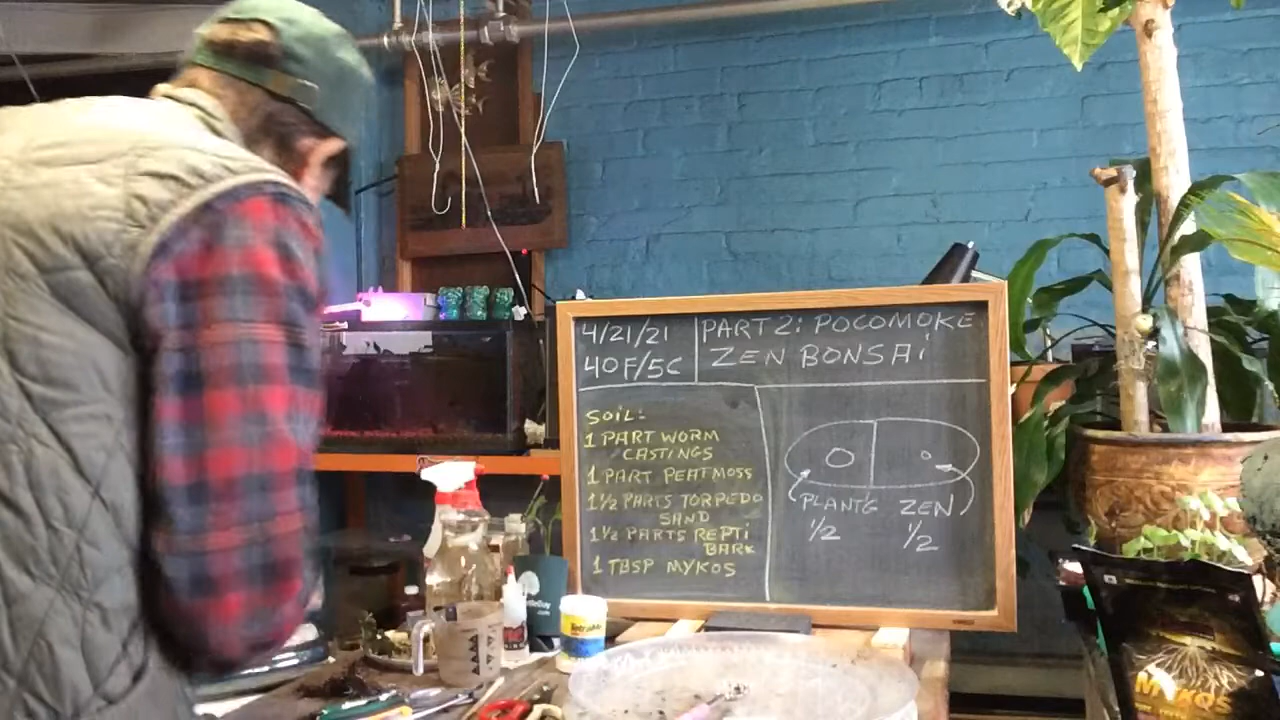 4/21/21
40F/5C
PART 2: POCOMOKE
ZEN BONSAi
SOiL:
1 PART WORM
CASTINGS
1 PART PEATMOSS
1½ PARTS TORPEDO
SAND
1½ PARTS REPTi
BARK
1 TBSP MYKOS
PLANT'G
1/2
ZEN
1/2
MYKOS